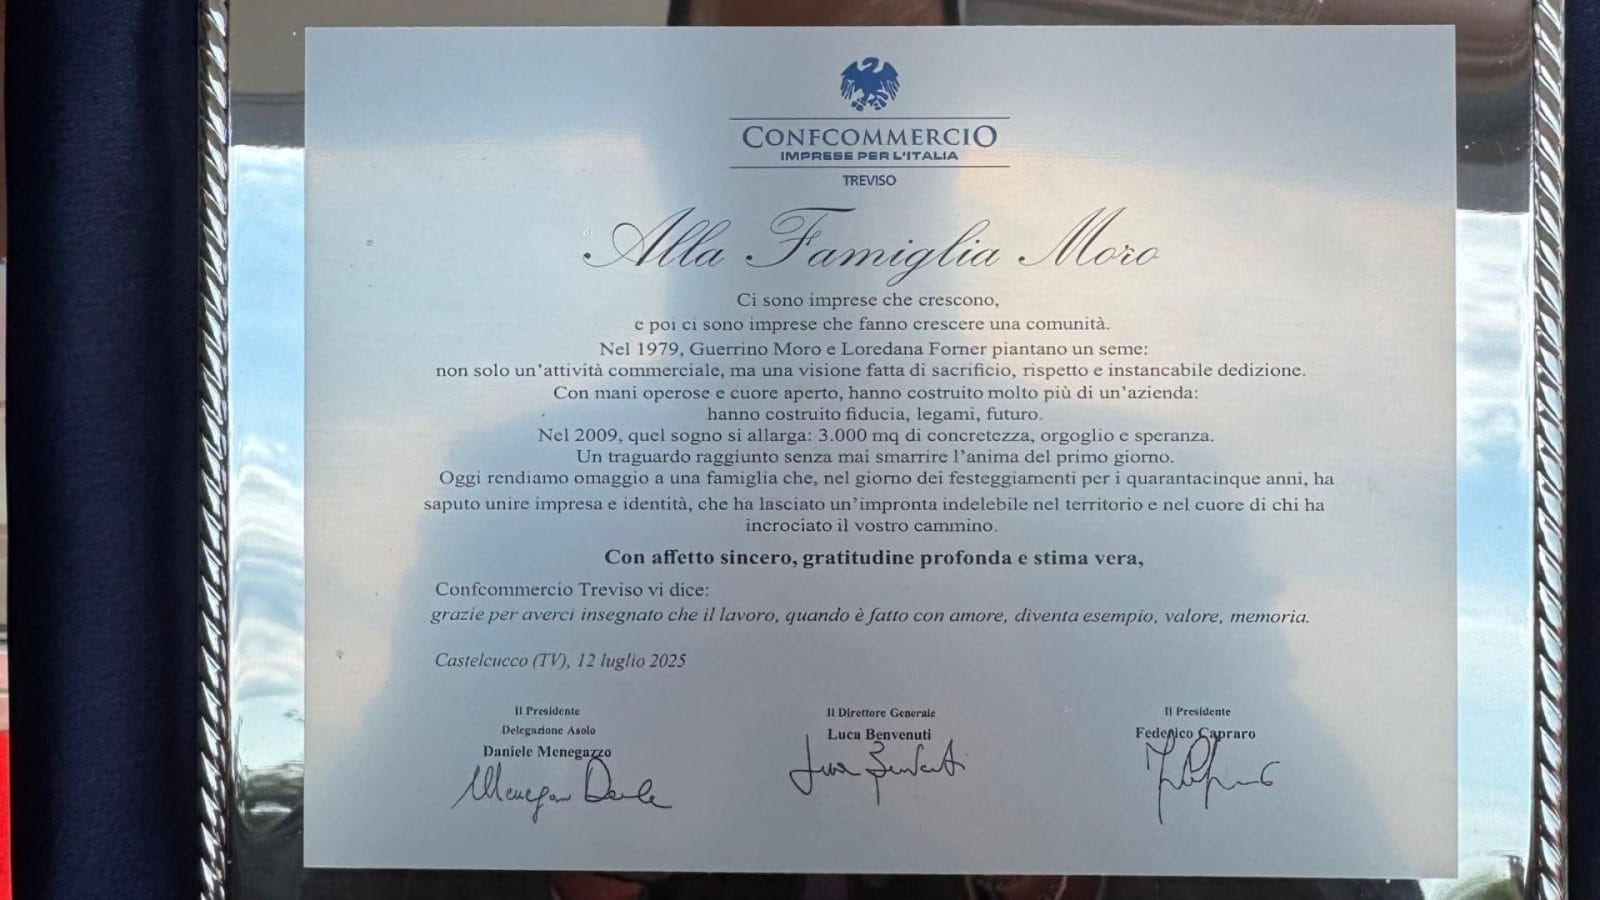 CONFCOMMERCIO
IMPRESE PER L'ITALIA
TREVISO
Alla Famiglia Moro
Ci sono imprese che crescono,
e poi ci sono imprese che fanno crescere una comunità.
Nel 1979, Guerrino Moro e Loredana Forner piantano un seme:
non solo un'attività commerciale, ma una visione fatta di sacrificio, rispetto e instancabile dedizione.
Con mani operose e cuore aperto, hanno costruito molto più di un'azienda:
hanno costruito fiducia, legami, futuro.
Nel 2009, quel sogno si allarga: 3.000 mq di concretezza, orgoglio e speranza.
Un traguardo raggiunto senza mai smarrire l'anima del primo giorno.
Oggi rendiamo omaggio a una famiglia che, nel giorno dei festeggiamenti per i quarantacinque anni, ha
saputo unire impresa e identità, che ha lasciato un'impronta indelebile nel territorio e nel cuore di chi ha
incrociato il vostro cammino.
Con affetto sincero, gratitudine profonda e stima vera,
Confcommercio Treviso vi dice:
grazie per averci insegnato che il lavoro, quando è fatto con amore, diventa esempio, valore, memoria.
Castelcucco (TV), 12 luglio 2025
Il Presidente
Delegazione Asolo
Daniele Menegazzo
Il Direttore Generale
Luca Benvenuti
Il Presidente
Federico Capraro